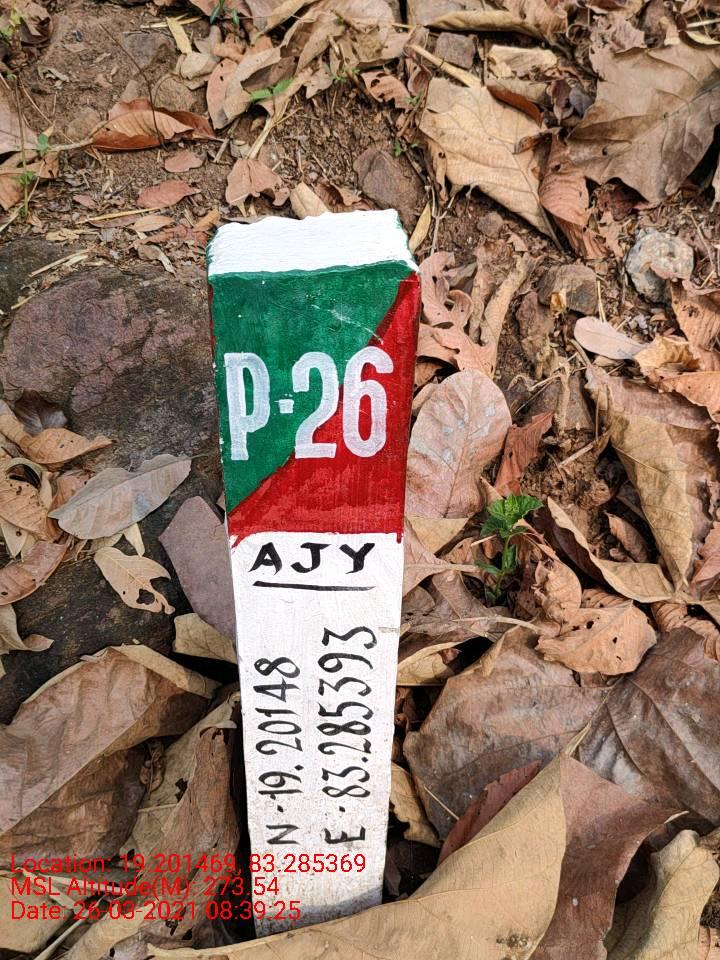 P-26
AJY
N-19.20148
E-83.285393
Location: 19.201469, 83.285369
MSL Altitude(M): 273.54
Date: 26-03-2021 08:39:25